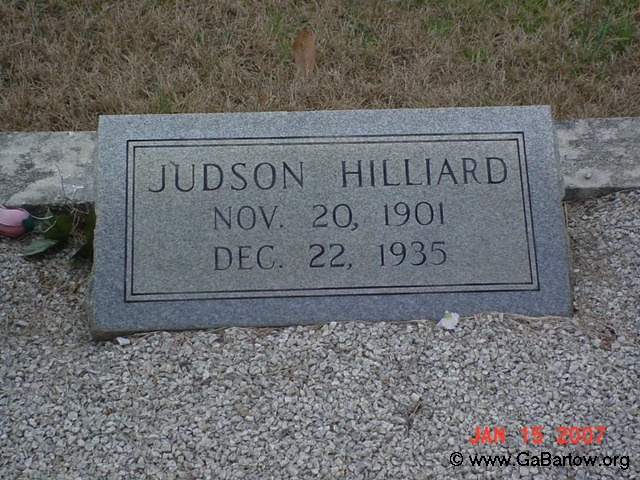 JUDSON HILLIARD
NOV. 20, 1901
DEC. 22, 1935
JAN 15 2007
© www.GaBartow.org